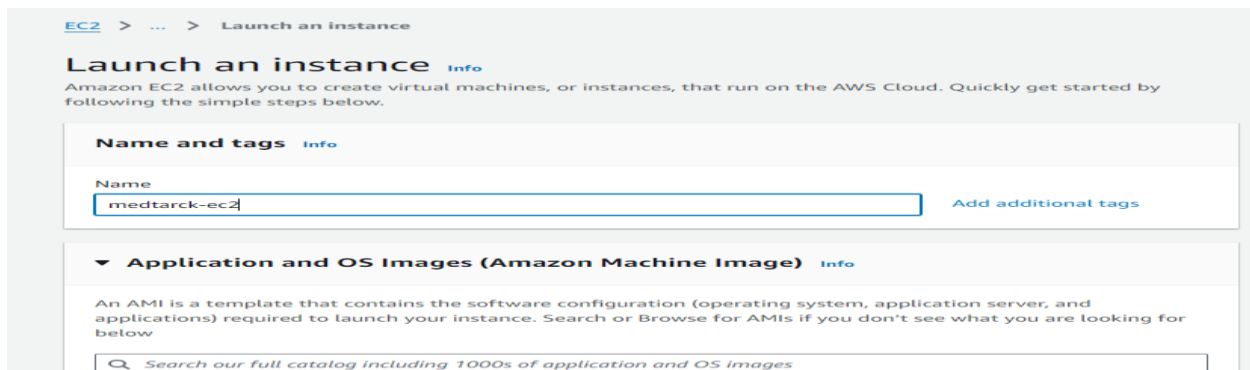 EC2 > ... > Launch an instance
Launch an instance Info
Amazon EC2 allows you to create virtual machines, or instances, that run on the AWS Cloud. Quickly get started by
following the simple steps below.
Name and tags Info
Name
medtarck-ec2
Add additional tags
Application and OS Images (Amazon Machine Image) Info
An AMI is a template that contains the software configuration (operating system, application server, and
applications) required to launch your instance. Search or Browse for AMIs if you don't see what you are looking for
below
Search our full catalog including 1000s of application and OS images